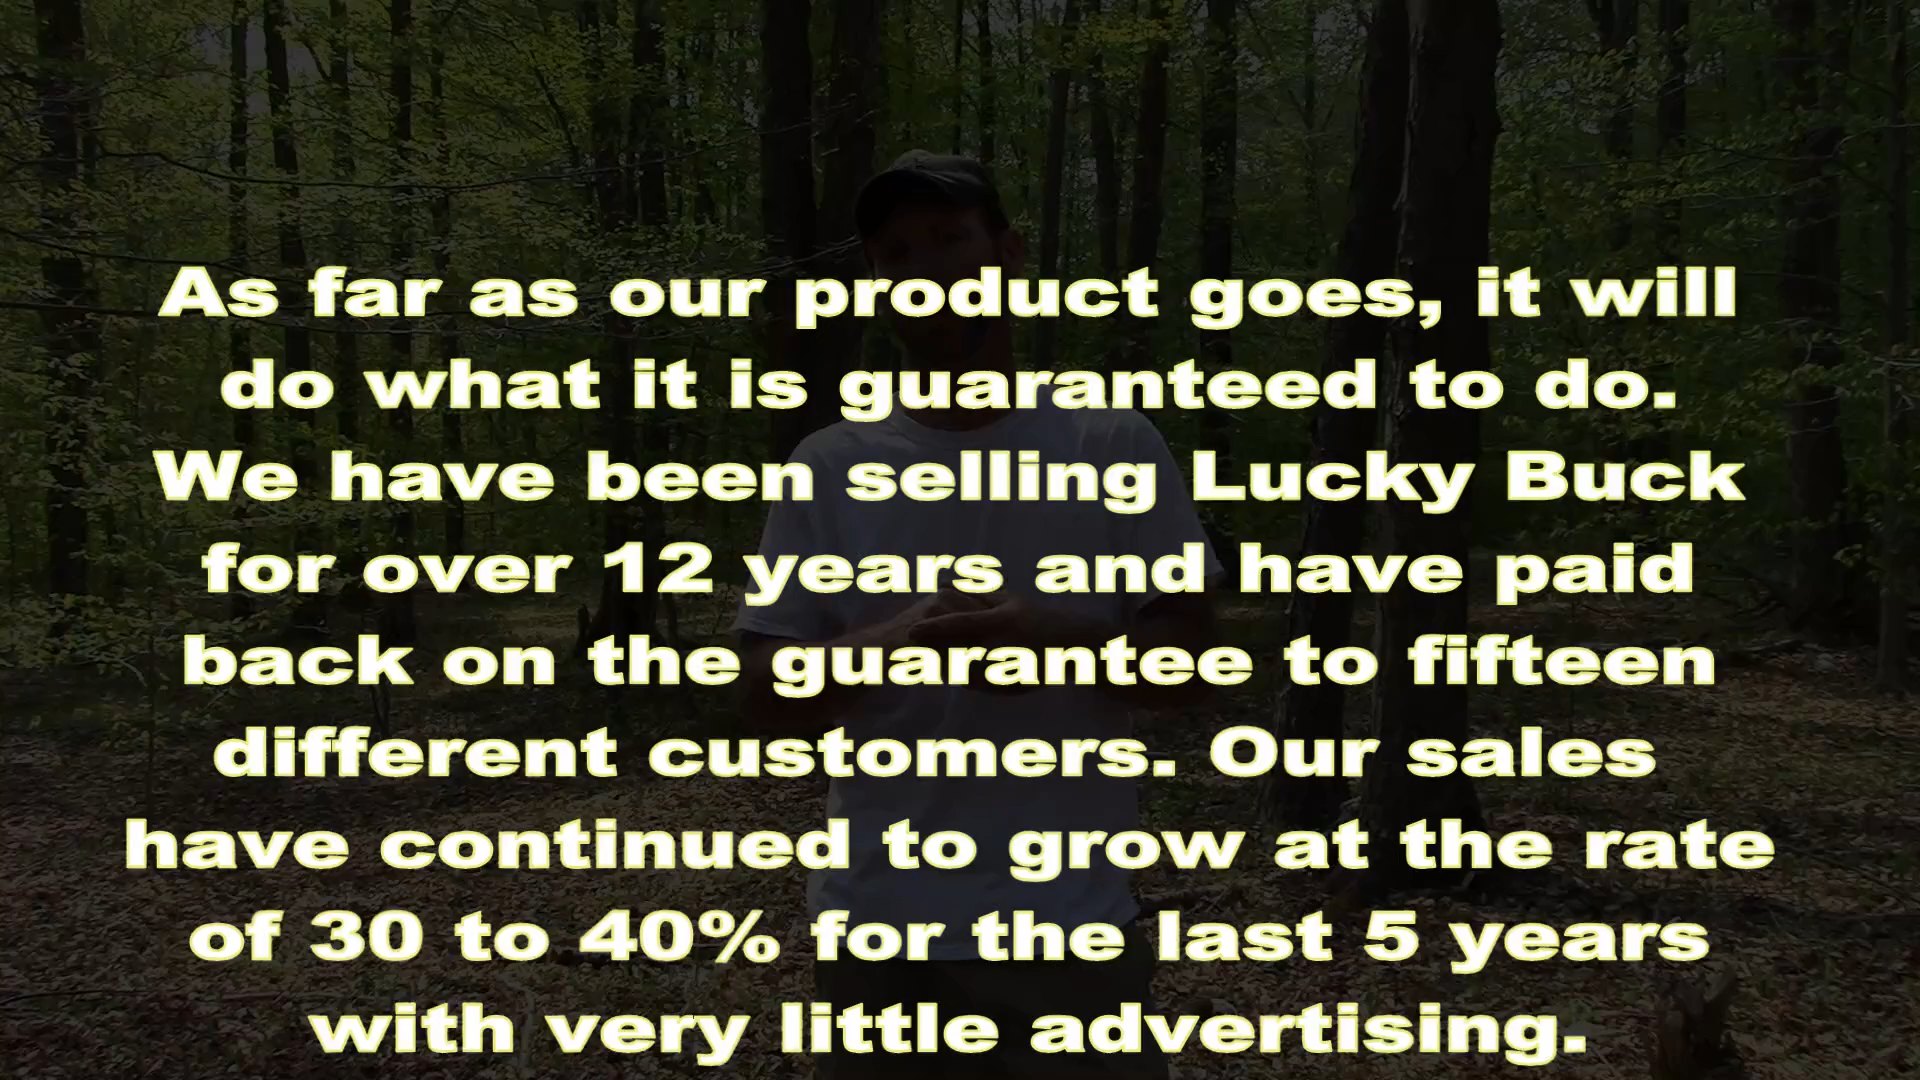 As far as our product goes, it will
do what it is guaranteed to do.
We have been selling Lucky Buck
for over 12 years and have paid
back on the guarantee to fifteen
different customers. Our sales
have continued to grow at the rate
of 30 to 40% for the last 5 years
with very little advertising.